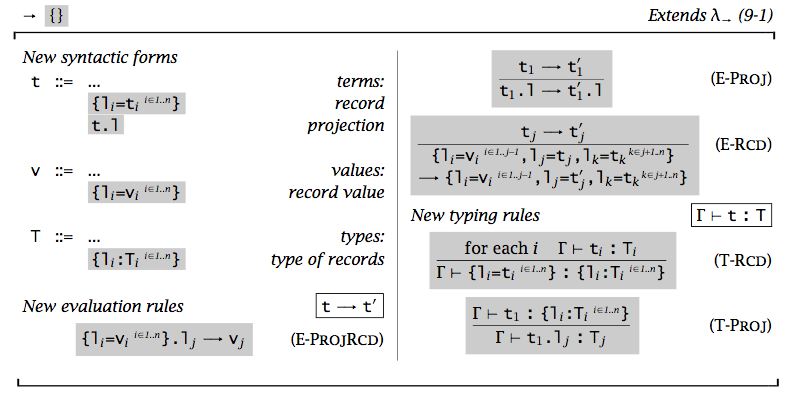 → {} Extends λ→ (9-1)
New syntactic forms
t ::= ... terms:
{lᵢ=tᵢ ⁱ∈¹··ⁿ} record
t.l projection
v ::= ... values:
{lᵢ=vᵢ ⁱ∈¹··ⁿ} record value
T ::= ... types:
{lᵢ:Tᵢ ⁱ∈¹··ⁿ} type of records
New evaluation rules t → t′
{lᵢ=vᵢ ⁱ∈¹··ⁿ}.lⱼ → vⱼ (E-PROJRCD)
t₁ → t′₁
t₁.l → t′₁.l
(E-PROJ)
tⱼ → t′ⱼ
{lᵢ=vᵢ ⁱ∈¹··ʲ⁻¹,lⱼ=tⱼ,lₖ=tₖ ᵏ∈ʲ⁺¹··ⁿ}
→ {lᵢ=vᵢ ⁱ∈¹··ʲ⁻¹,lⱼ=t′ⱼ,lₖ=tₖ ᵏ∈ʲ⁺¹··ⁿ}
(E-RCD)
New typing rules Γ ⊢ t : T
for each i Γ ⊢ tᵢ : Tᵢ
Γ ⊢ {lᵢ=tᵢ ⁱ∈¹··ⁿ} : {lᵢ:Tᵢ ⁱ∈¹··ⁿ}
(T-RCD)
Γ ⊢ t₁ : {lᵢ:Tᵢ ⁱ∈¹··ⁿ}
Γ ⊢ t₁.lⱼ : Tⱼ
(T-PROJ)